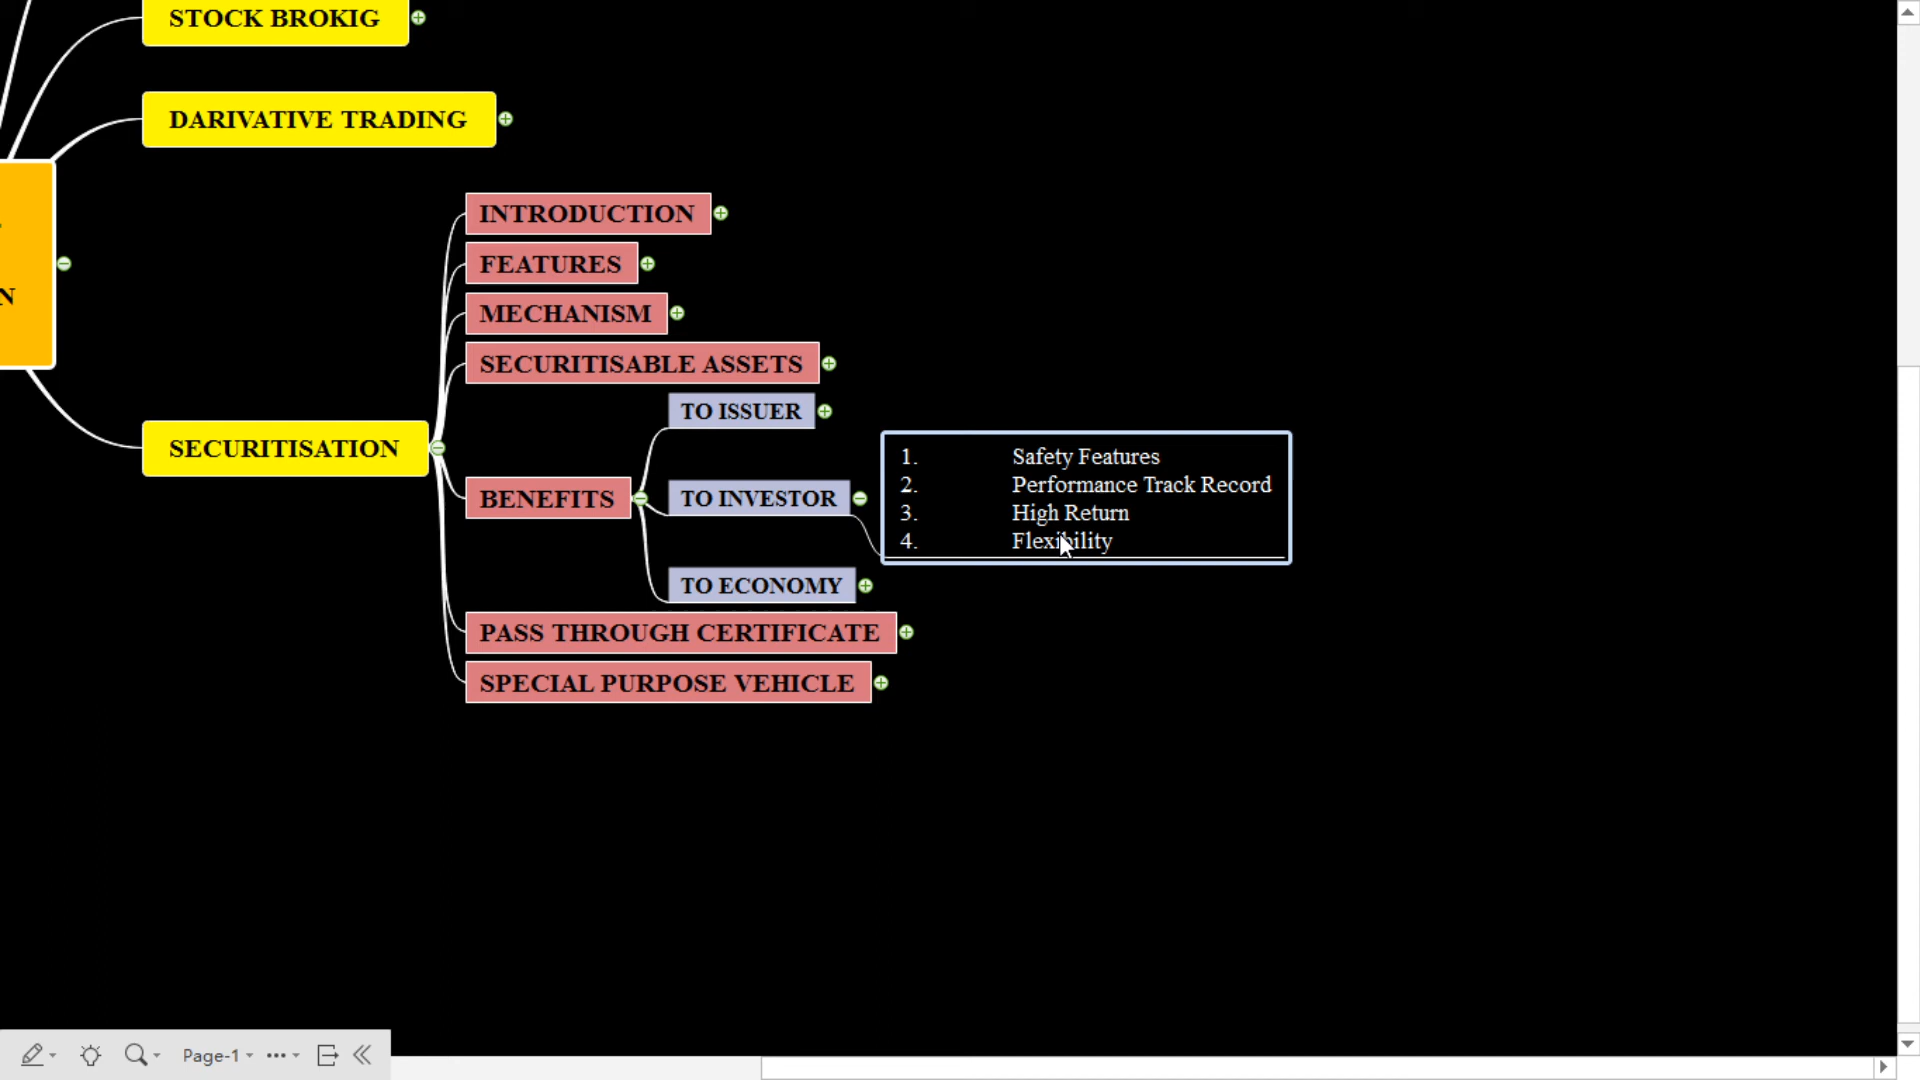 STOCK BROKIG
DARIVATIVE TRADING
N
SECURITISATION
INTRODUCTION
FEATURES
MECHANISM
SECURITISABLE ASSETS
BENEFITS
TO ISSUER
TO INVESTOR
1. Safety Features
2. Performance Track Record
3. High Return
4. Flexibility
TO ECONOMY
PASS THROUGH CERTIFICATE
SPECIAL PURPOSE VEHICLE
Page-1